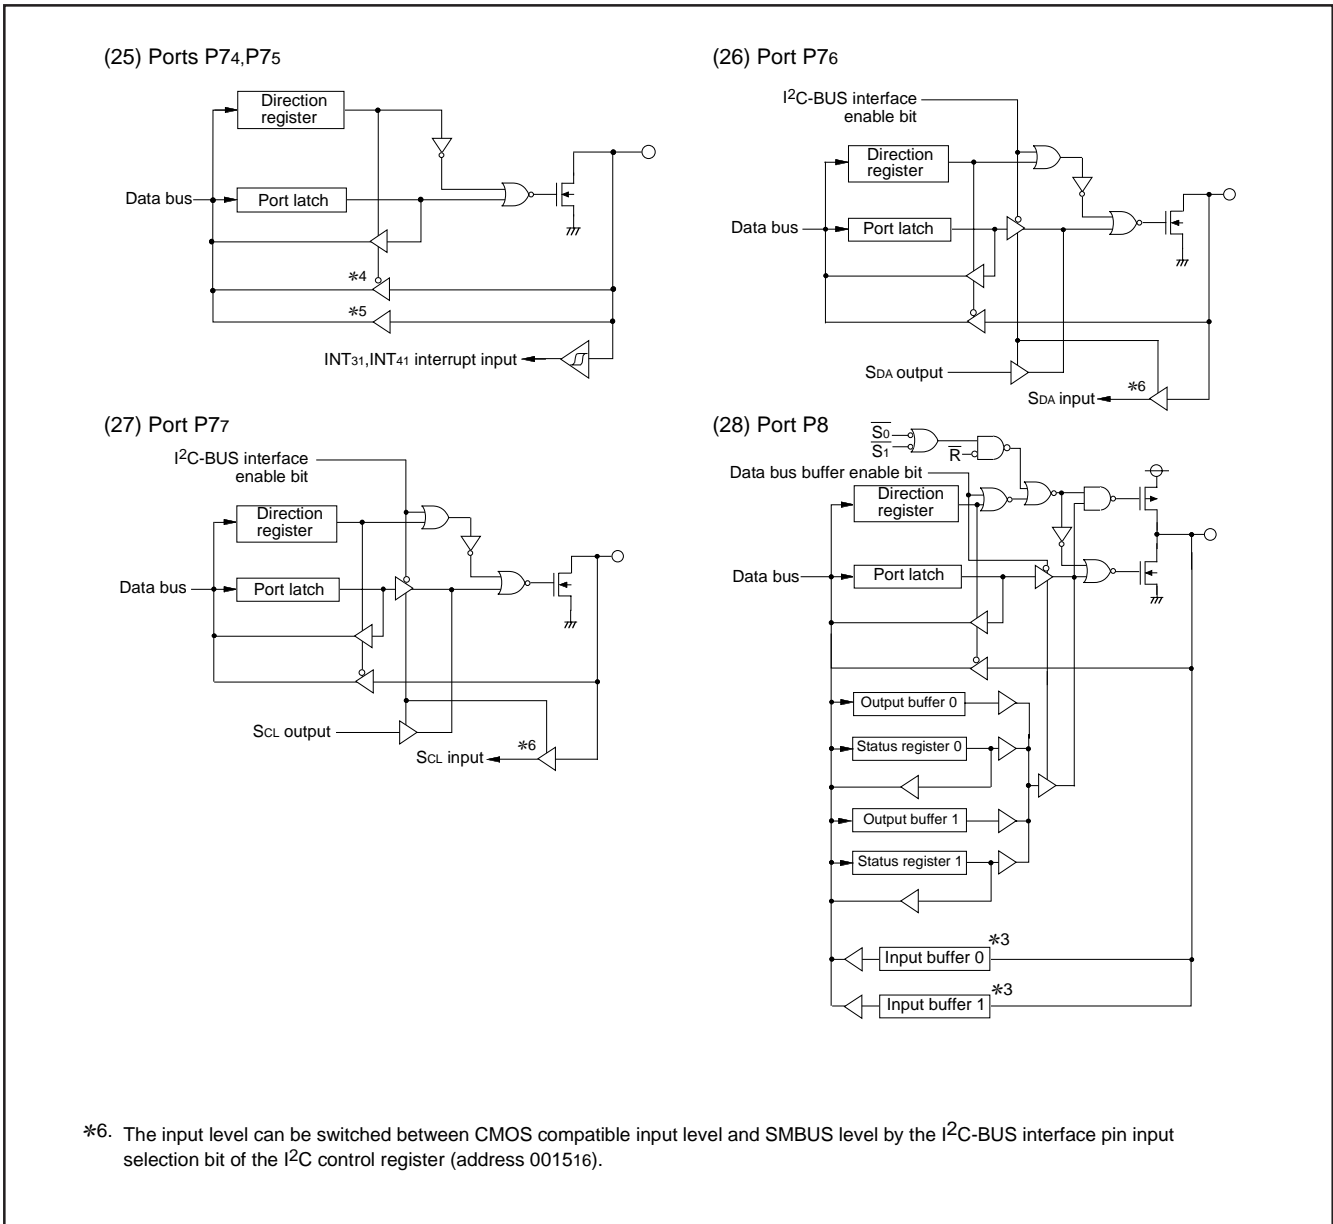 (25) Ports P74,P75
Direction
register
Data bus
Port latch
*4
*5
INT31,INT41 interrupt input
(26) Port P76
I2C-BUS interface
enable bit
Direction
register
Data bus
Port latch
SDA output
*6
SDA input
(27) Port P77
I2C-BUS interface
enable bit
Direction
register
Data bus
Port latch
SCL output
*6
SCL input
(28) Port P8
S0
S1
R
Data bus buffer enable bit
Direction
register
Data bus
Port latch
Output buffer 0
Status register 0
Output buffer 1
Status register 1
*3
Input buffer 0
*3
Input buffer 1
*6. The input level can be switched between CMOS compatible input level and SMBUS level by the I2C-BUS interface pin input
selection bit of the I2C control register (address 001516).